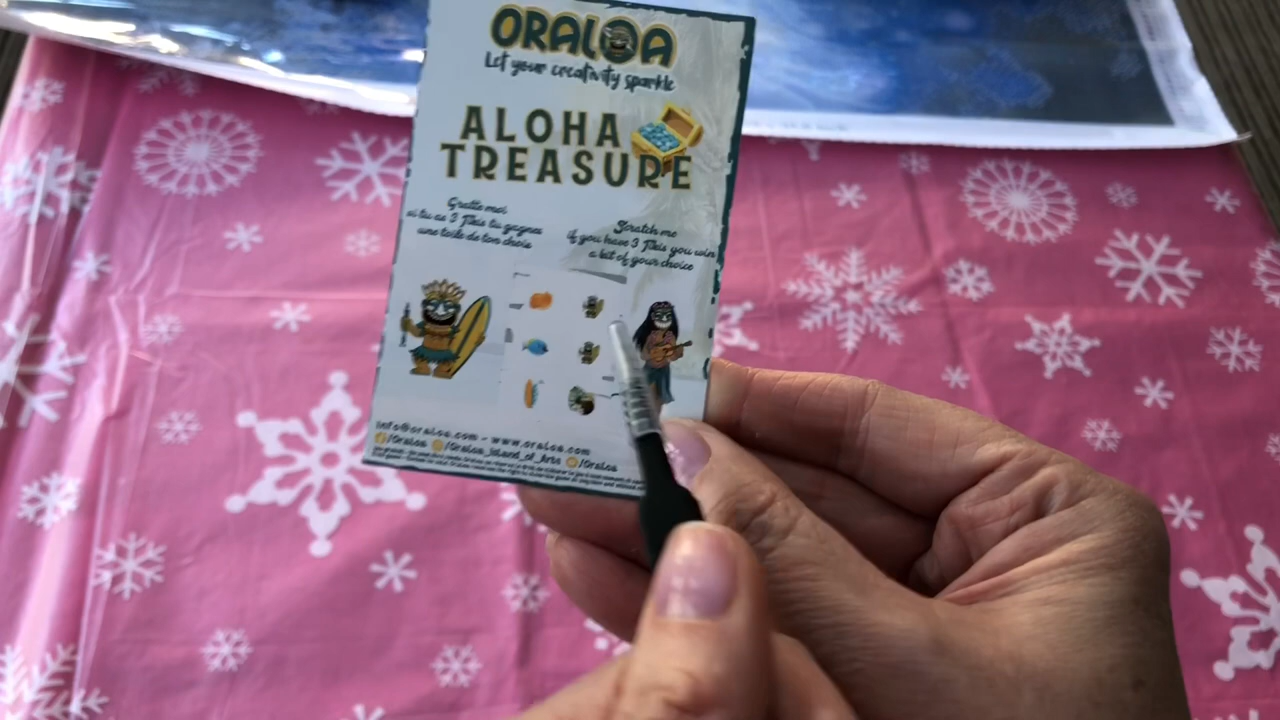 ORALOA
Let your creativity sparkle
ALOHA
TREASURE
Gratte moi
si tu as 3 Tikis tu gagnes
une toile de ton choix
Scratch me
if you have 3 Tikis you win
a kit of your choice
info@oraloa.com - www.oraloa.com
/Oraloa /Oraloa_Island_of_Arts /Oraloa